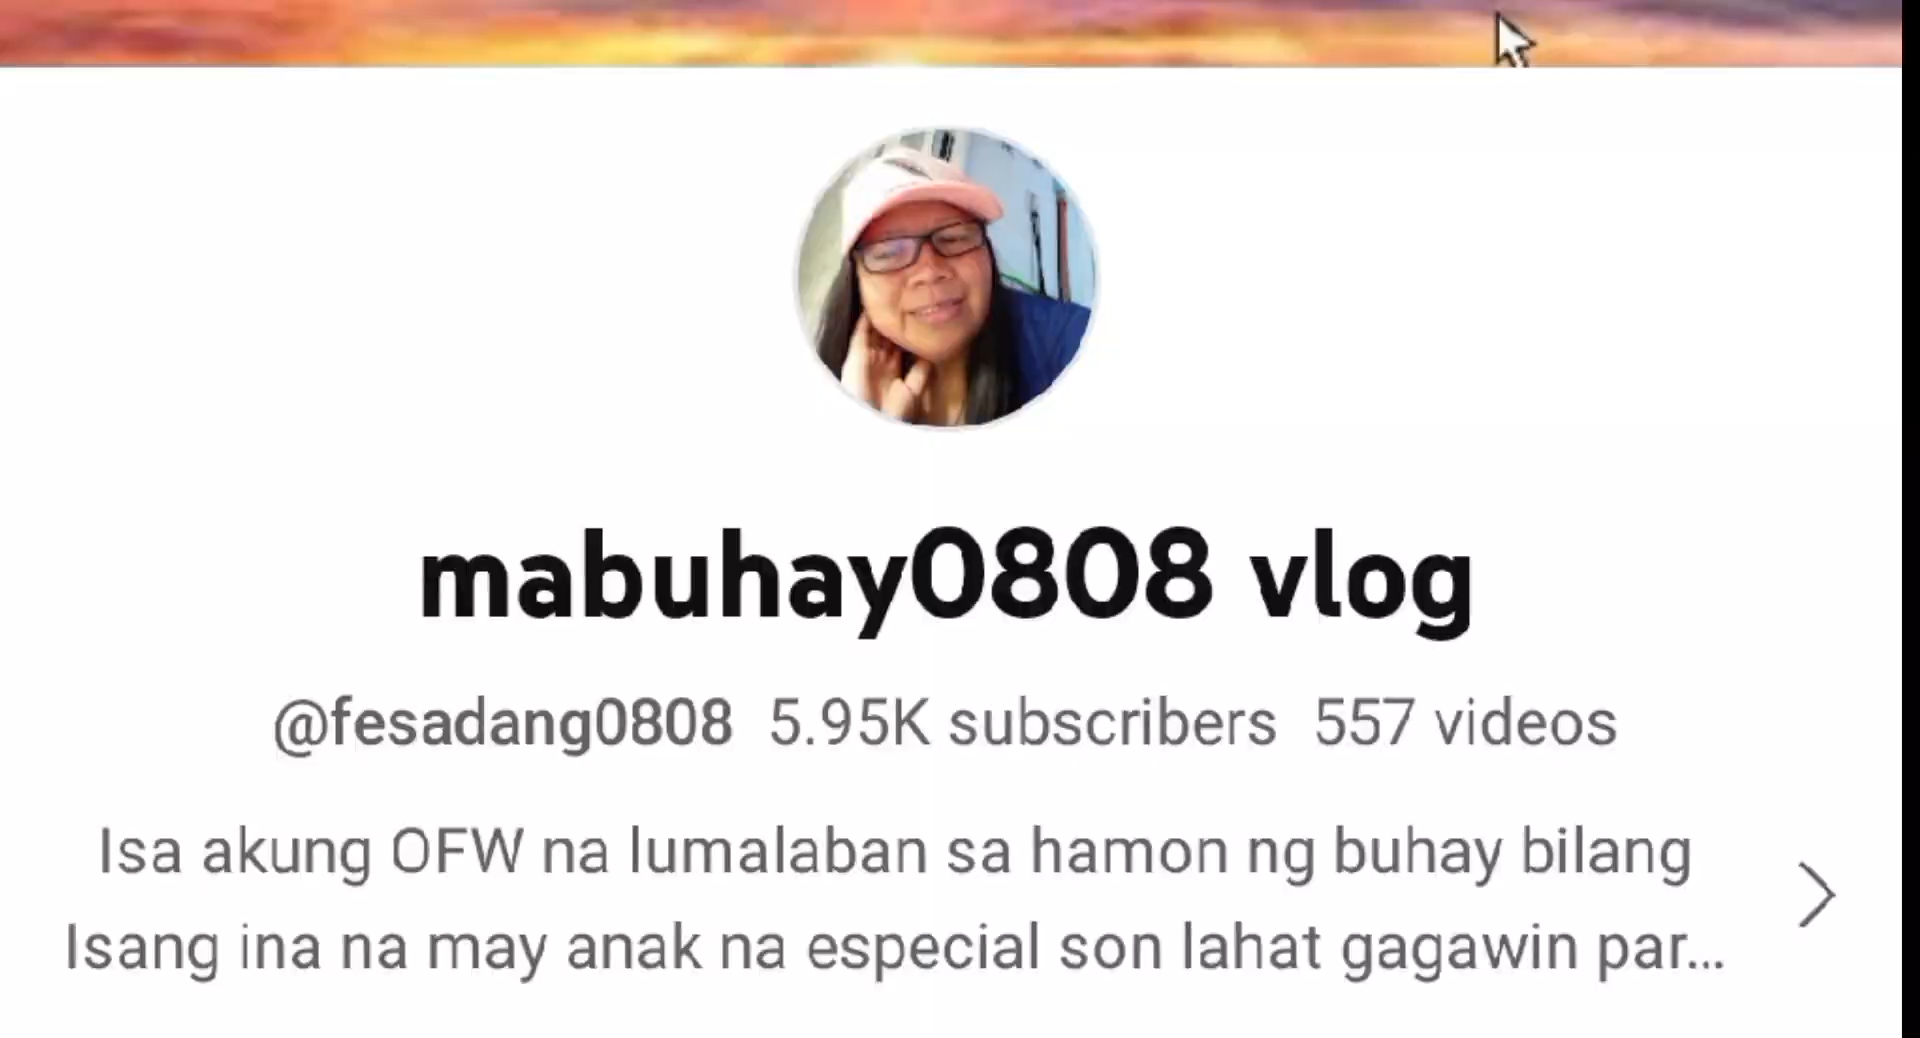 mabuhay0808 vlog
@fesadang0808 5.95K subscribers 557 videos
Isa akung OFW na lumalaban sa hamon ng buhay bilang
Isang ina na may anak na especial son lahat gagawin par...